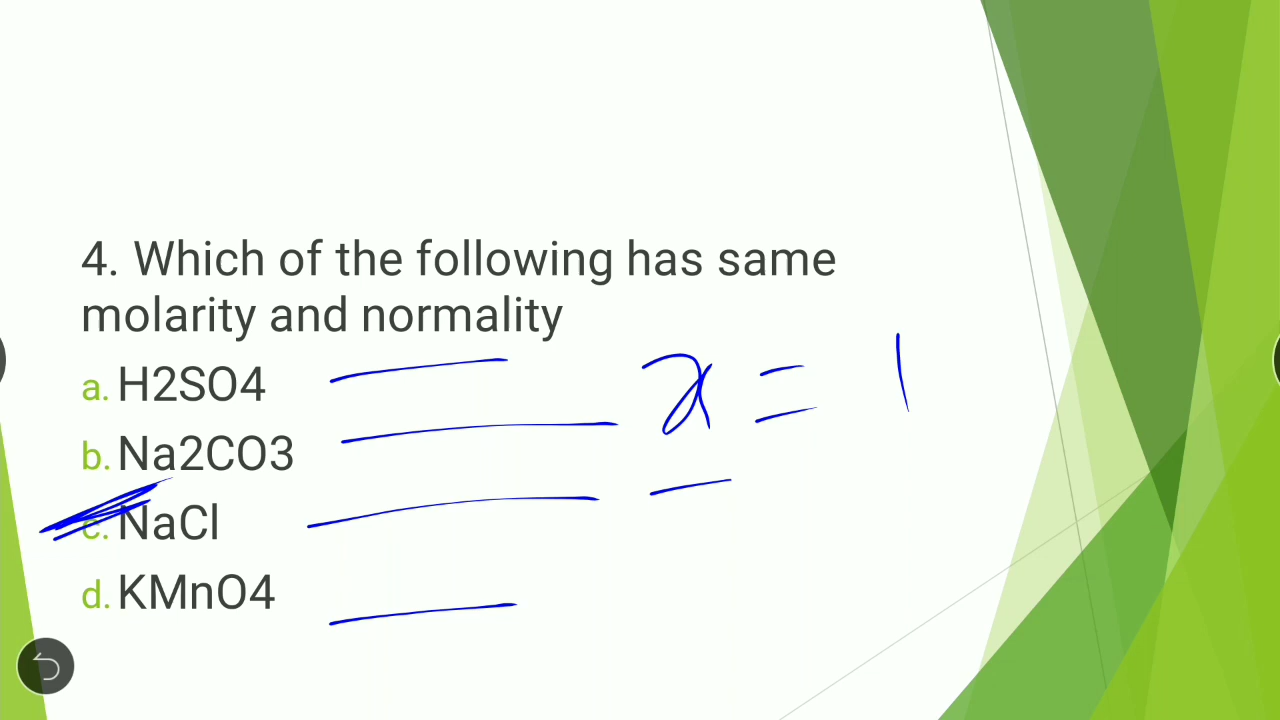 4. Which of the following has same
molarity and normality
a. H2SO4
x = 1
b. Na2CO3
c. NaCl
d. KMnO4